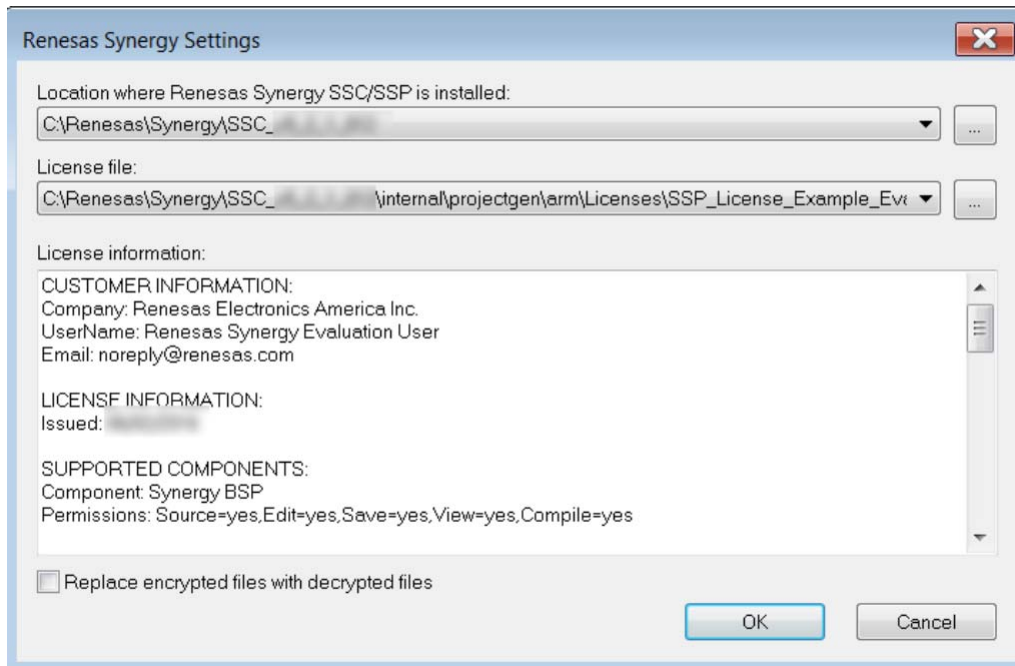 Renesas Synergy Settings
Location where Renesas Synergy SSC/SSP is installed:
C:\Renesas\Synergy\SSC_
...
License file:
C:\Renesas\Synergy\SSC_ \internal\projectgen\arm\Licenses\SSP_License_Example_Eva
...
License information:
CUSTOMER INFORMATION:
Company: Renesas Electronics America Inc.
UserName: Renesas Synergy Evaluation User
Email: noreply@renesas.com
LICENSE INFORMATION:
Issued:
SUPPORTED COMPONENTS:
Component: Synergy BSP
Permissions: Source=yes,Edit=yes,Save=yes,View=yes,Compile=yes
Replace encrypted files with decrypted files
OK
Cancel